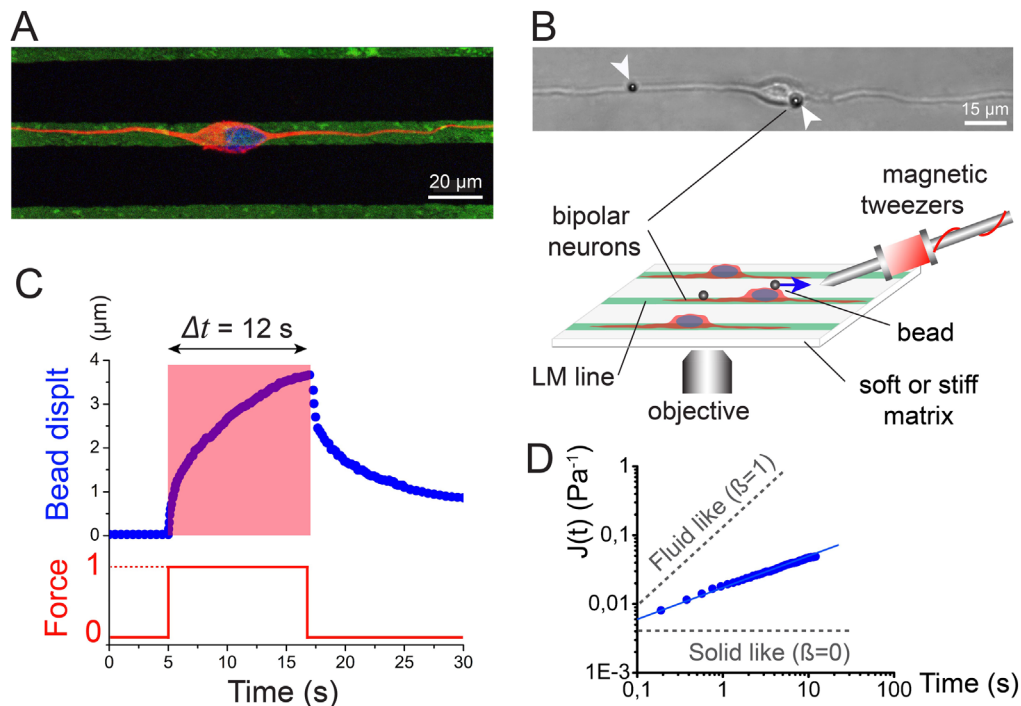 A
20 µm
B
15 µm
magnetic
tweezers
bipolar
neurons
bead
LM line
objective
soft or stiff
matrix
C
(µm)
Δt = 12 s
Bead displt
4
3
2
1
0
Force
1
0
0 5 10 15 20 25 30
Time (s)
D
J(t) (Pa⁻¹)
1
0,1
0,01
1E-3
Fluid like (ß=1)
Solid like (ß=0)
0,1 1 10 100
Time (s)